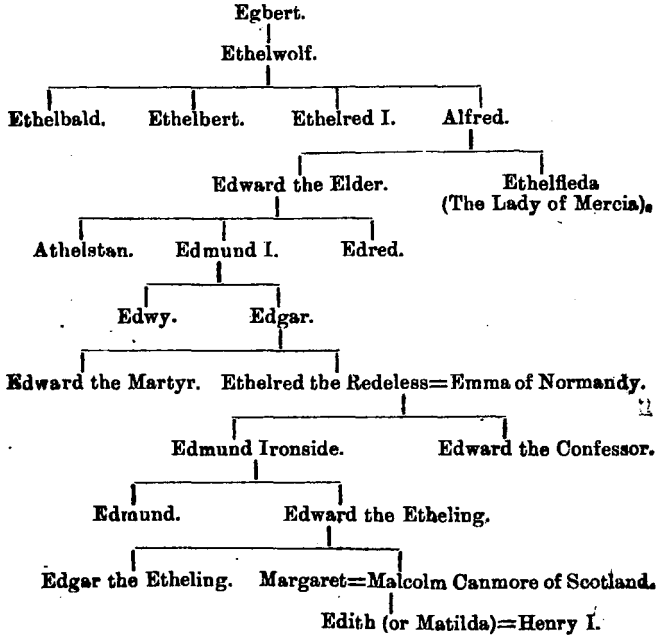 Egbert.
Ethelwolf.
Ethelbald. Ethelbert. Ethelred I. Alfred.
Edward the Elder. Ethelfleda
(The Lady of Mercia).
Athelstan. Edmund I. Edred.
Edwy. Edgar.
Edward the Martyr. Ethelred the Redeless=Emma of Normandy.
Edmund Ironside. Edward the Confessor.
Edmund. Edward the Etheling.
Edgar the Etheling. Margaret=Malcolm Canmore of Scotland.
Edith (or Matilda)=Henry I.